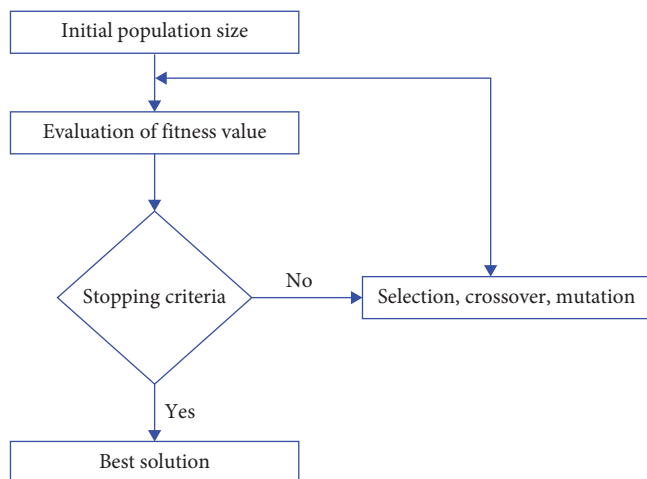 Initial population size
Evaluation of fitness value
Stopping criteria
No
Selection, crossover, mutation
Yes
Best solution